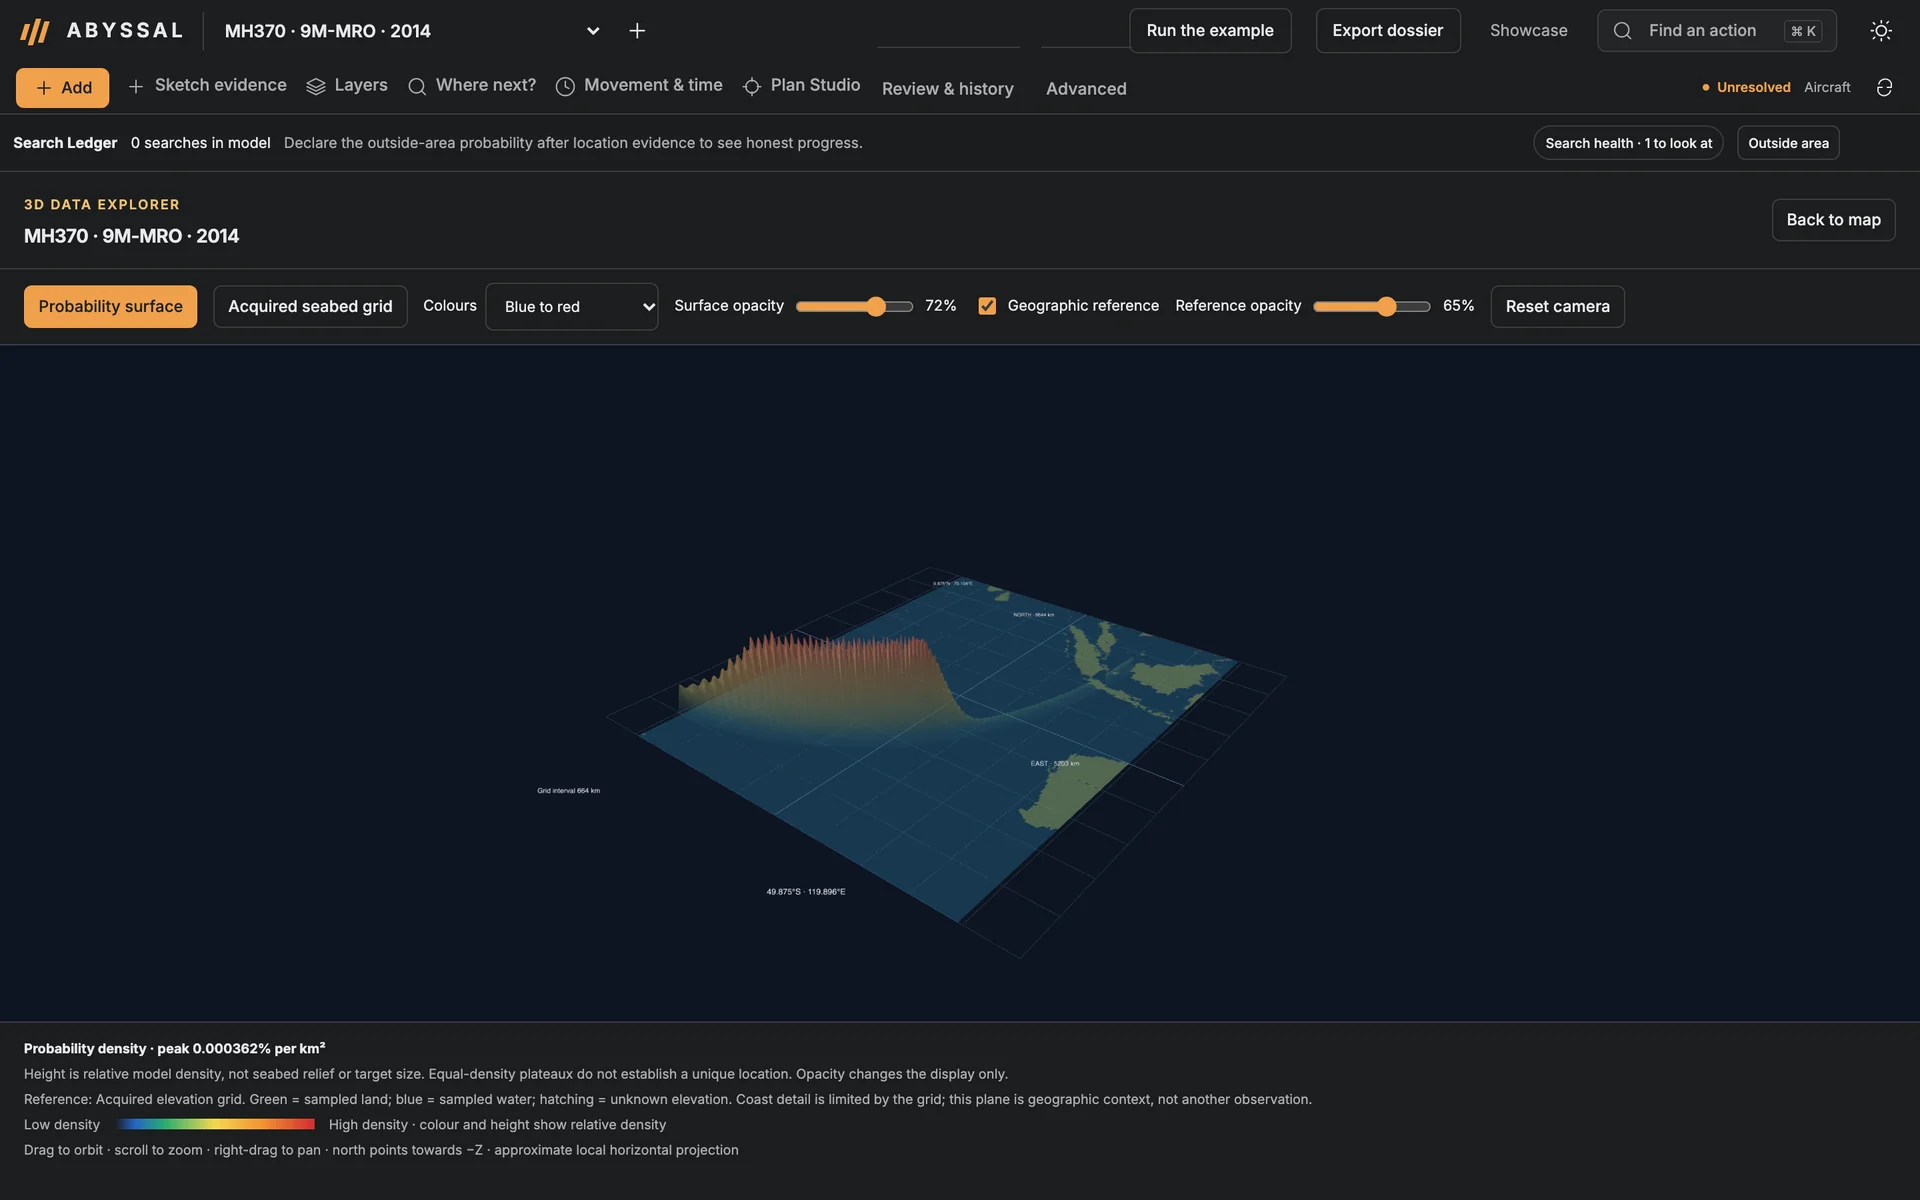 ABYSSAL
MH370 · 9M-MRO · 2014
Run the example
Export dossier
Showcase
Find an action
⌘ K
Add
Sketch evidence
Layers
Where next?
Movement & time
Plan Studio
Review & history
Advanced
Unresolved
Aircraft
Search Ledger
0 searches in model
Declare the outside-area probability after location evidence to see honest progress.
Search health · 1 to look at
Outside area
3D DATA EXPLORER
MH370 · 9M-MRO · 2014
Back to map
Probability surface
Acquired seabed grid
Colours
Blue to red
Surface opacity
72%
Geographic reference
Reference opacity
65%
Reset camera
NORTH · 6644 km
EAST · 5203 km
Grid interval 664 km
49.875°S · 119.896°E
Probability density · peak 0.000362% per km²
Height is relative model density, not seabed relief or target size. Equal-density plateaux do not establish a unique location. Opacity changes the display only.
Reference: Acquired elevation grid. Green = sampled land; blue = sampled water; hatching = unknown elevation. Coast detail is limited by the grid; this plane is geographic context, not another observation.
Low density
High density · colour and height show relative density
Drag to orbit · scroll to zoom · right-drag to pan · north points towards −Z · approximate local horizontal projection